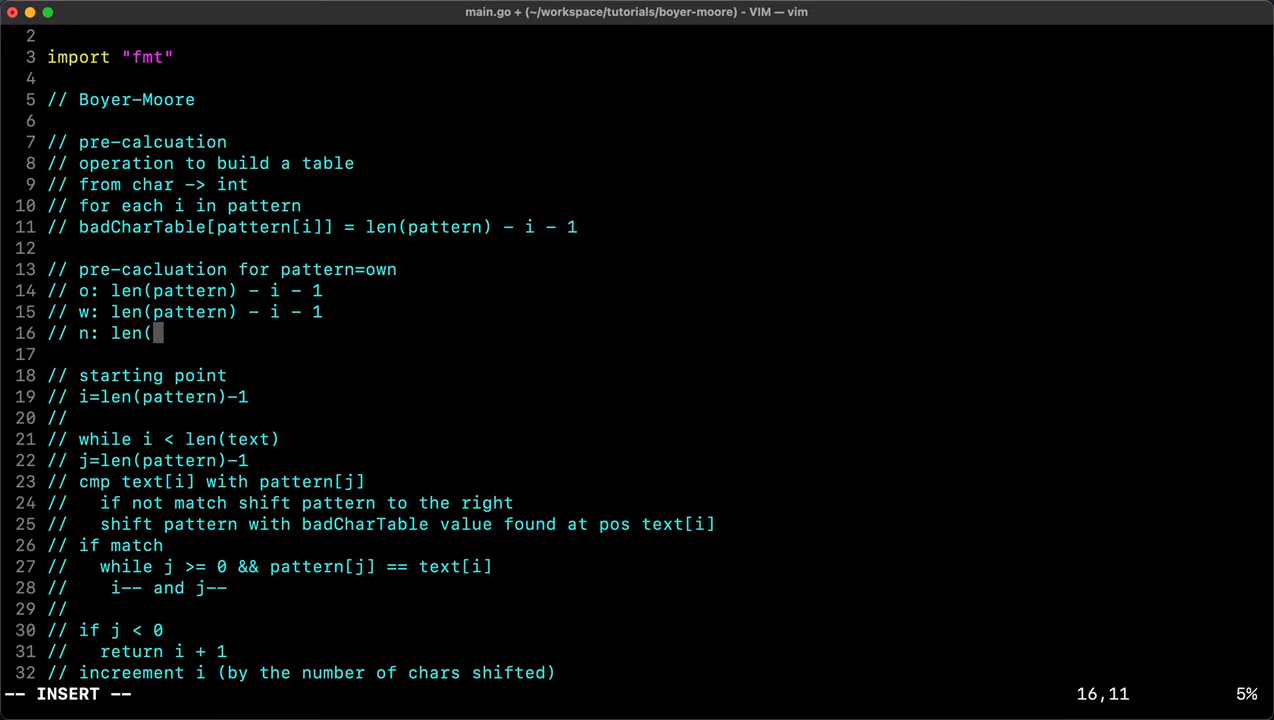 main.go + (~/workspace/tutorials/boyer-moore) - VIM — vim
2
3 import "fmt"
4
5 // Boyer-Moore
6
7 // pre-calcuation
8 // operation to build a table
9 // from char -> int
10 // for each i in pattern
11 // badCharTable[pattern[i]] = len(pattern) - i - 1
12
13 // pre-cacluation for pattern=own
14 // o: len(pattern) - i - 1
15 // w: len(pattern) - i - 1
16 // n: len(
17
18 // starting point
19 // i=len(pattern)-1
20 //
21 // while i < len(text)
22 // j=len(pattern)-1
23 // cmp text[i] with pattern[j]
24 //   if not match shift pattern to the right
25 //   shift pattern with badCharTable value found at pos text[i]
26 // if match
27 //   while j >= 0 && pattern[j] == text[i]
28 //    i-- and j--
29 //
30 // if j < 0
31 //   return i + 1
32 // increement i (by the number of chars shifted)
-- INSERT -- 16,11 5%